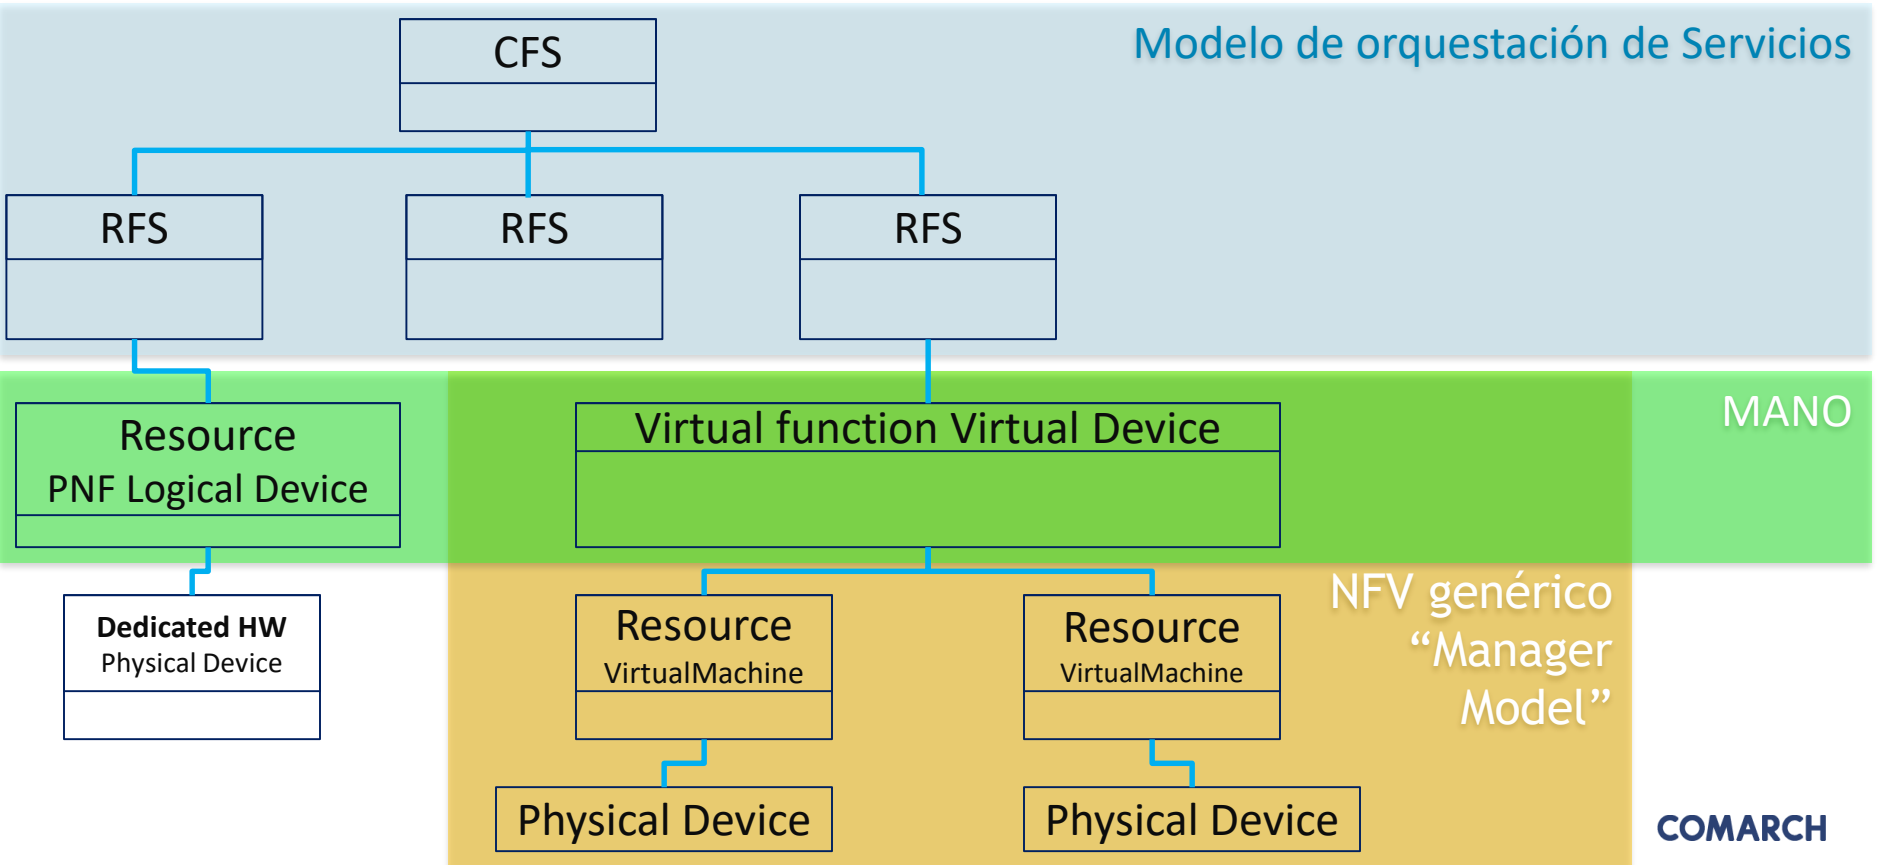 CFS
Modelo de orquestación de Servicios
RFS
RFS
RFS
Resource
PNF Logical Device
Virtual function Virtual Device
MANO
Dedicated HW
Physical Device
Resource
VirtualMachine
Resource
VirtualMachine
NFV genérico
“Manager
Model”
Physical Device
Physical Device
COMARCH